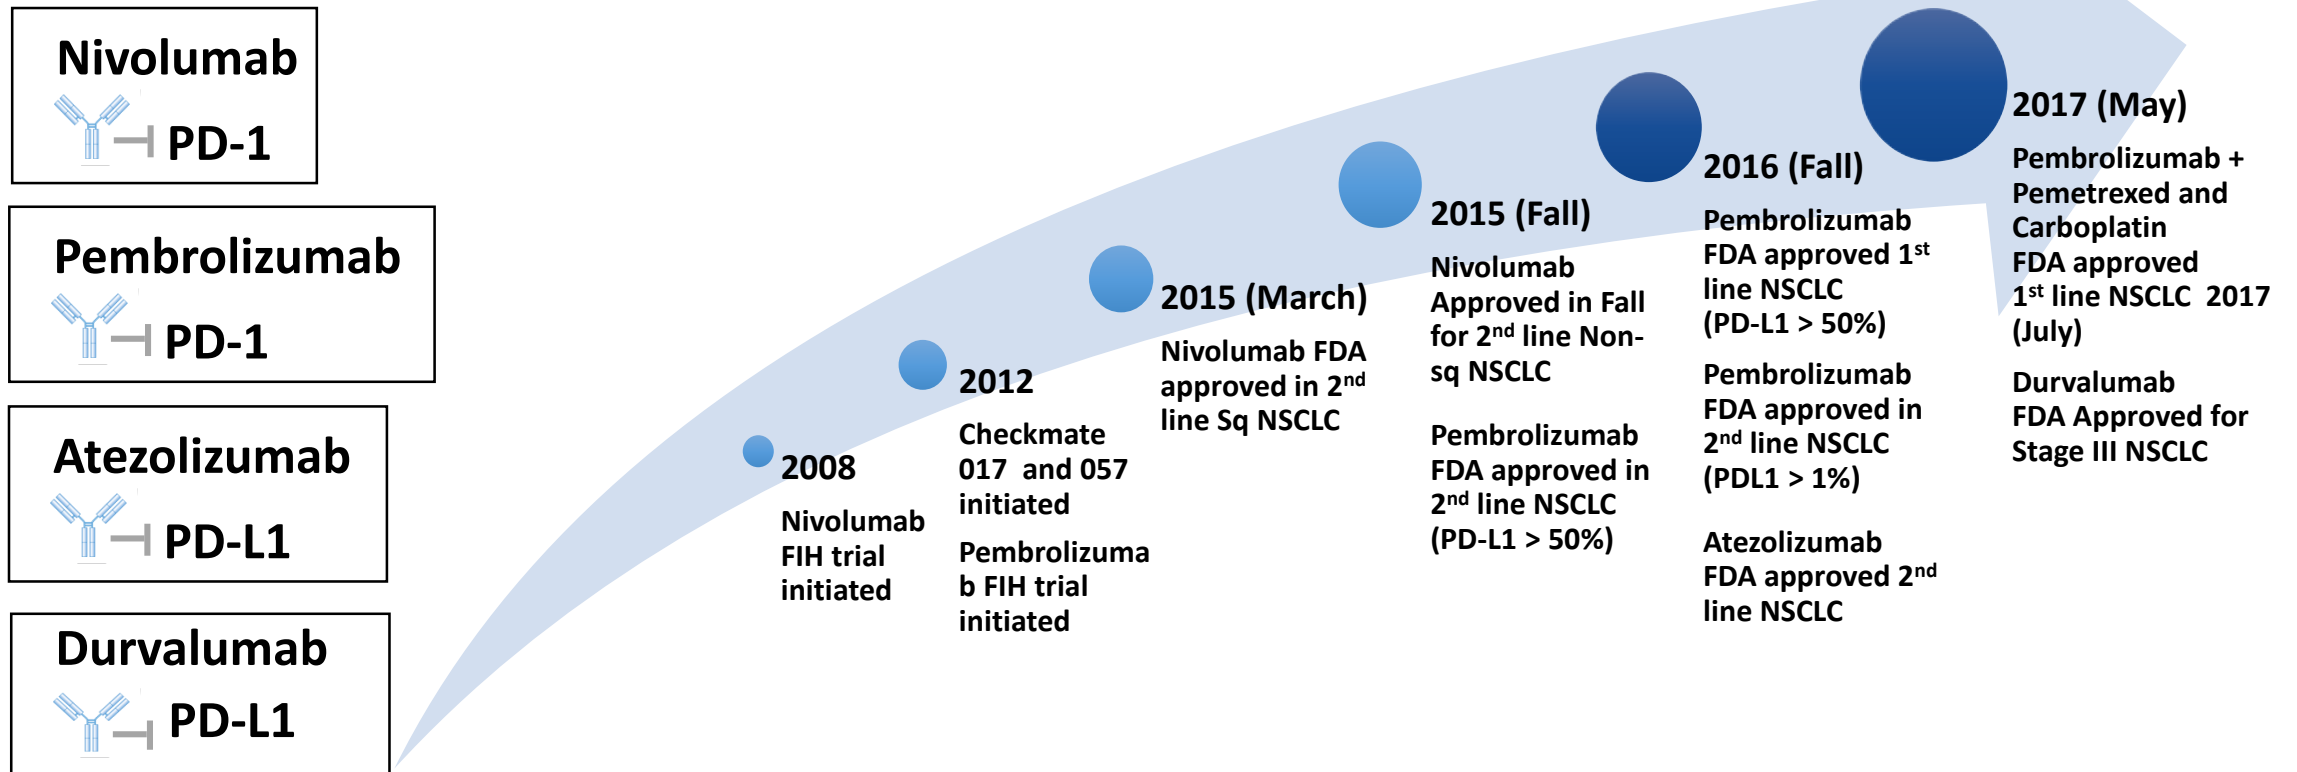 Nivolumab
PD-1
Pembrolizumab
PD-1
Atezolizumab
PD-L1
Durvalumab
PD-L1
2008
Nivolumab
FIH trial
initiated
2012
Checkmate
017 and 057
initiated
Pembrolizuma
b FIH trial
initiated
2015 (March)
Nivolumab FDA
approved in 2nd
line Sq NSCLC
2015 (Fall)
Nivolumab
Approved in Fall
for 2nd line Non-
sq NSCLC
Pembrolizumab
FDA approved in
2nd line NSCLC
(PD-L1 > 50%)
2016 (Fall)
Pembrolizumab
FDA approved 1st
line NSCLC
(PD-L1 > 50%)
Pembrolizumab
FDA approved in
2nd line NSCLC
(PDL1 > 1%)
Atezolizumab
FDA approved 2nd
line NSCLC
2017 (May)
Pembrolizumab +
Pemetrexed and
Carboplatin
FDA approved
1st line NSCLC 2017
(July)
Durvalumab
FDA Approved for
Stage III NSCLC